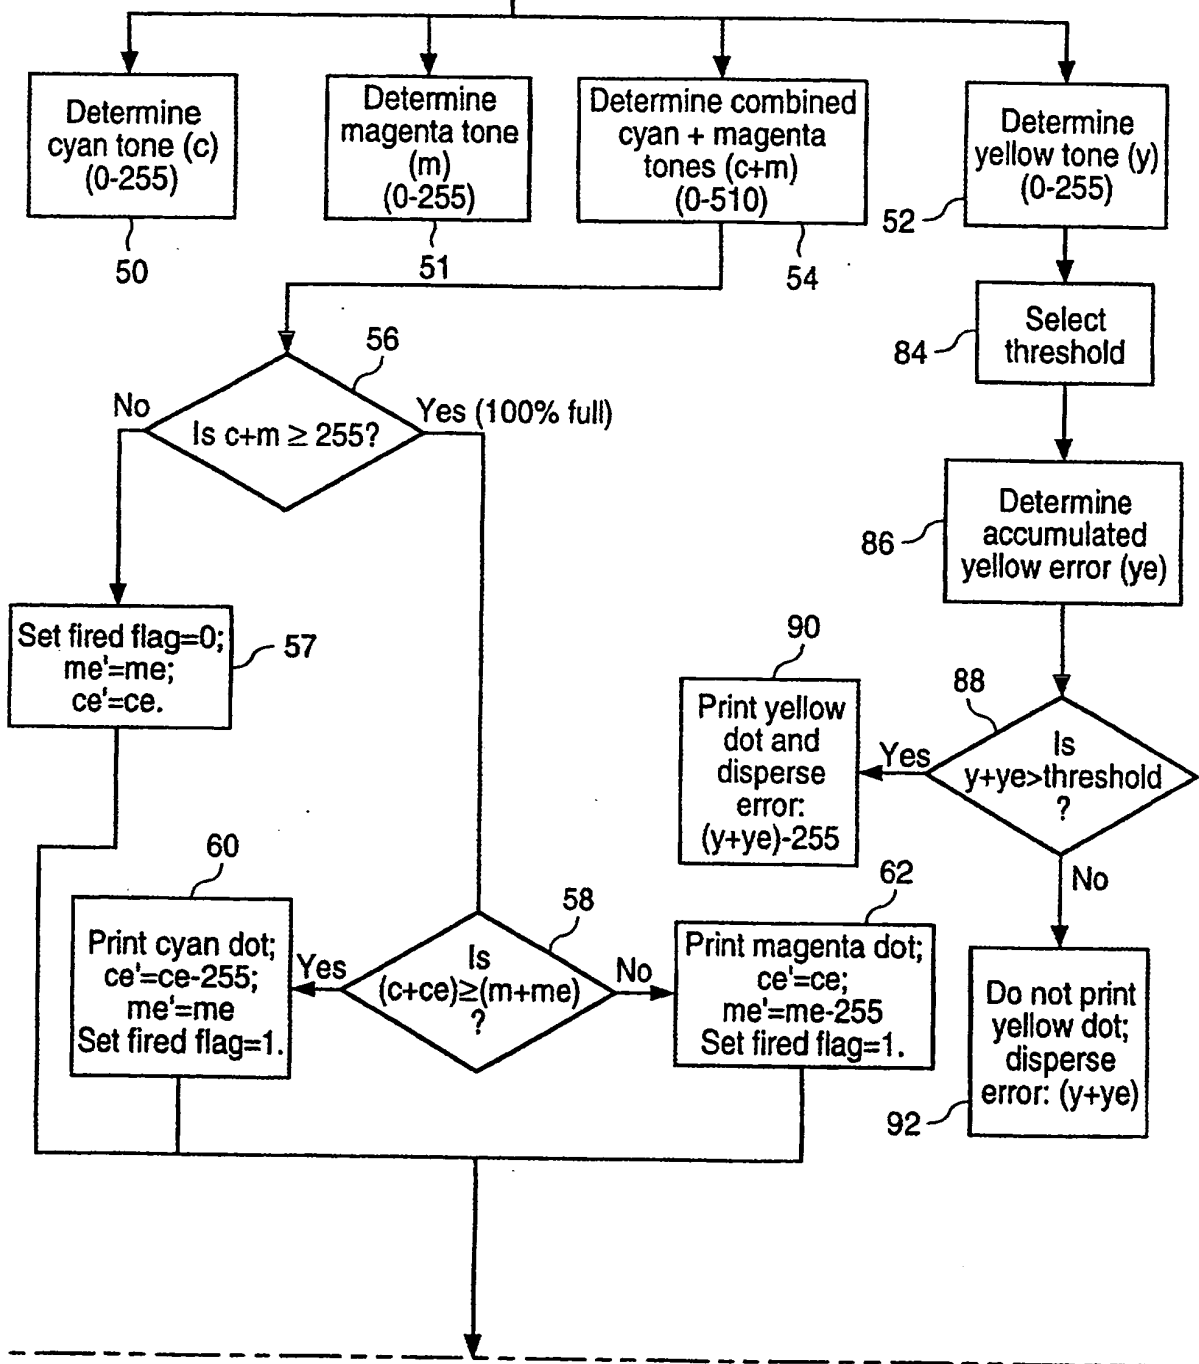 Determine
cyan tone (c)
(0-255)
50
Determine
magenta tone
(m)
(0-255)
51
Determine combined
cyan + magenta
tones (c+m)
(0-510)
54
Determine
yellow tone (y)
(0-255)
52
Select
threshold
84
56
No
Is c+m ≥ 255?
Yes (100% full)
Determine
accumulated
yellow error (ye)
86
Set fired flag=0;
me'=me;
ce'=ce.
57
90
Print yellow
dot and
disperse
error:
(y+ye)-255
88
Yes
Is
y+ye>threshold
?
No
60
Print cyan dot;
ce'=ce-255;
me'=me
Set fired flag=1.
58
Yes
Is
(c+ce)≥(m+me)
?
No
62
Print magenta dot;
ce'=ce;
me'=me-255
Set fired flag=1.
Do not print
yellow dot;
disperse
error: (y+ye)
92